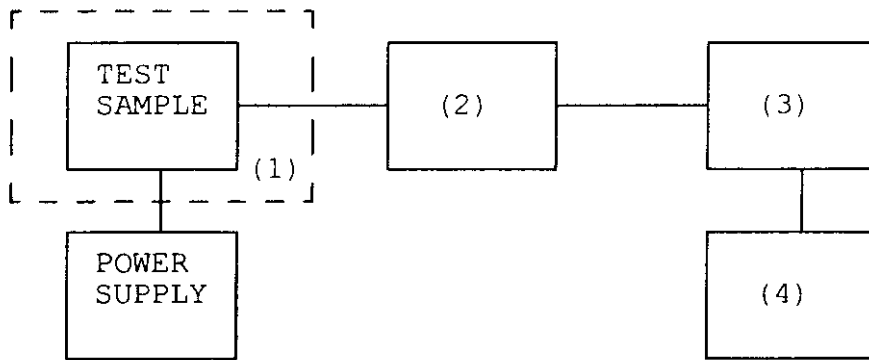 TEST
SAMPLE
(1)
(2)
(3)
POWER
SUPPLY
(4)